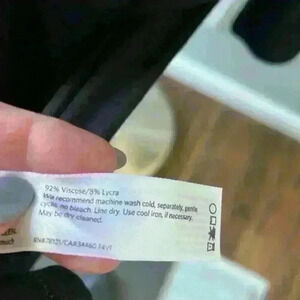 92% Viscose/8% Lycra
We recommend machine wash cold, separately, gentle
cycle, no bleach. Line dry. Use cool iron, if necessary.
May be dry cleaned.